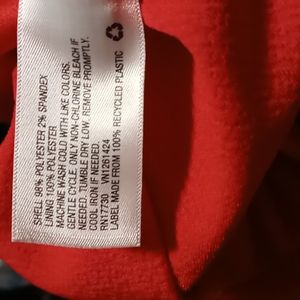 SHELL 98% POLYESTER 2% SPANDEX
LINING 100% POLYESTER
MACHINE WASH COLD WITH LIKE COLORS.
GENTLE CYCLE. ONLY NON-CHLORINE BLEACH IF
NEEDED. TUMBLE DRY LOW. REMOVE PROMPTLY.
COOL IRON IF NEEDED.
RN17730 VN1261424
LABEL MADE FROM 100% RECYCLED PLASTIC